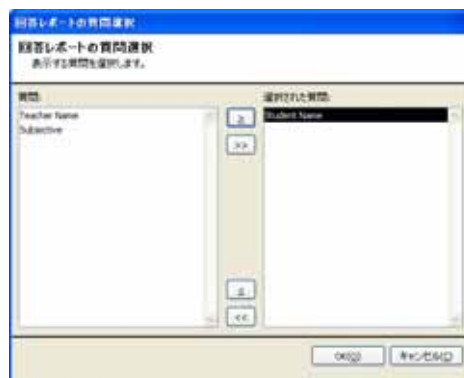 回答レポートの質問選択
回答レポートの質問選択
表示する質問を選択します。
質問:
選択された質問:
Teacher Name
Subjective
Student Name
>
>>
<
<<
OK(O)
キャンセル(C)